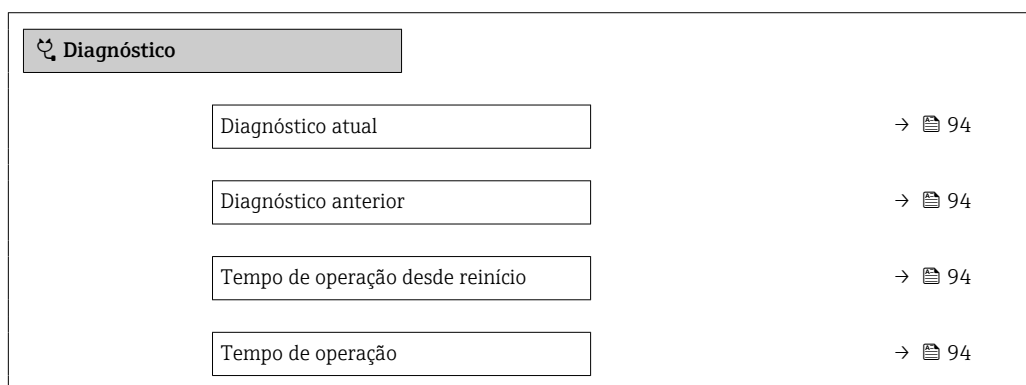 Diagnóstico
Diagnóstico atual → 94
Diagnóstico anterior → 94
Tempo de operação desde reinício → 94
Tempo de operação → 94